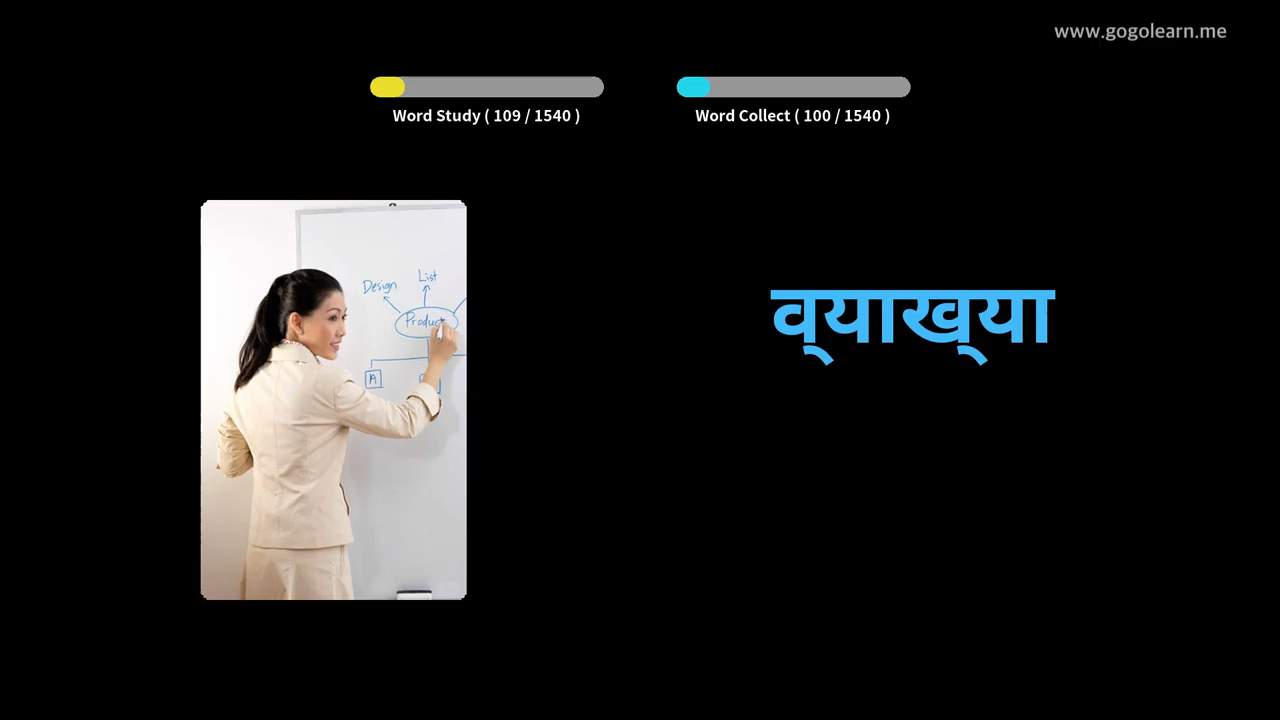 www.gogolearn.me
Word Study ( 109 / 1540 )
Word Collect ( 100 / 1540 )
Design
List
Product
A
व्याख्या